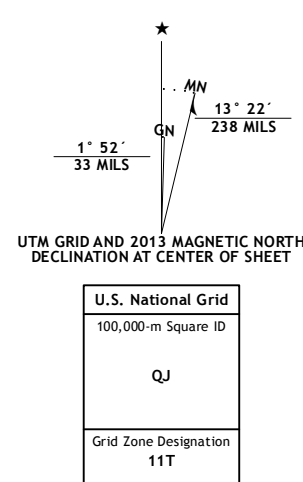 ★
MN
13° 22´
238 MILS
GN
1° 52´
33 MILS
UTM GRID AND 2013 MAGNETIC NORTH
DECLINATION AT CENTER OF SHEET
U.S. National Grid
100,000-m Square ID
QJ
Grid Zone Designation
11T